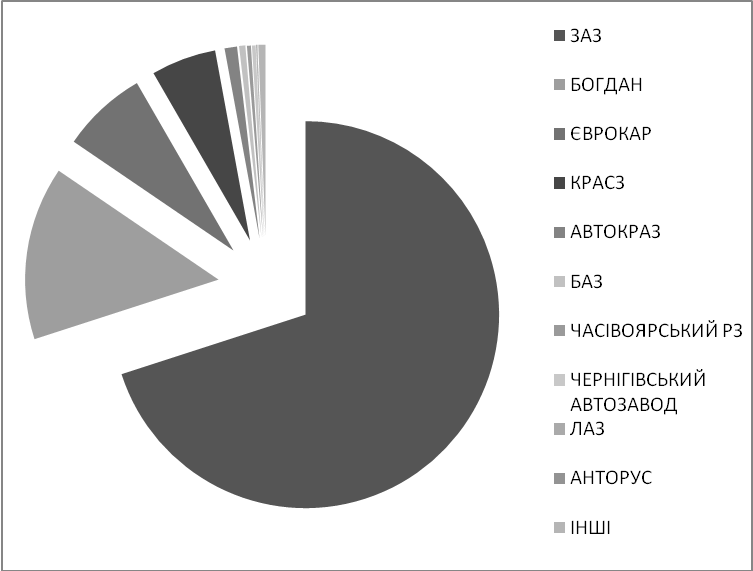 ЗАЗ
БОГДАН
ЄВРОКАР
КРАСЗ
АВТОКРАЗ
БАЗ
ЧАСІВОЯРСЬКИЙ РЗ
ЧЕРНІГІВСЬКИЙ
АВТОЗАВОД
ЛАЗ
АНТОРУС
ІНШІ